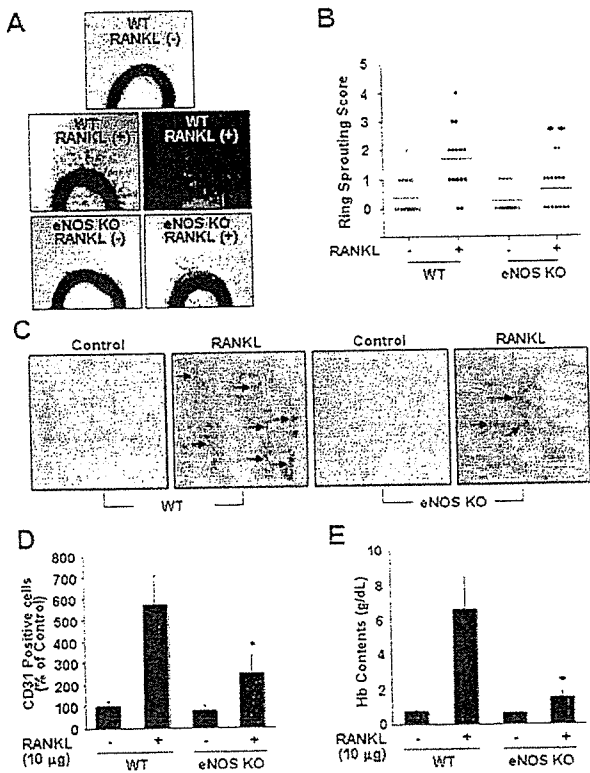 A
WT
RANKL (-)
WT
RANKL (+)
WT
RANKL (+)
eNOS KO
RANKL (-)
eNOS KO
RANKL (+)
B
Ring Sprouting Score
5
4
3
2
1
0
RANKL - + - +
WT eNOS KO
C
Control RANKL Control RANKL
WT eNOS KO
D
CD31 Positive cells
(% of Control)
800
700
600
500
400
300
200
100
0
*
RANKL - + - +
(10 µg) WT eNOS KO
E
Hb Contents (g/dL)
10
8
6
4
2
0
*
RANKL - + - +
(10 µg) WT eNOS KO